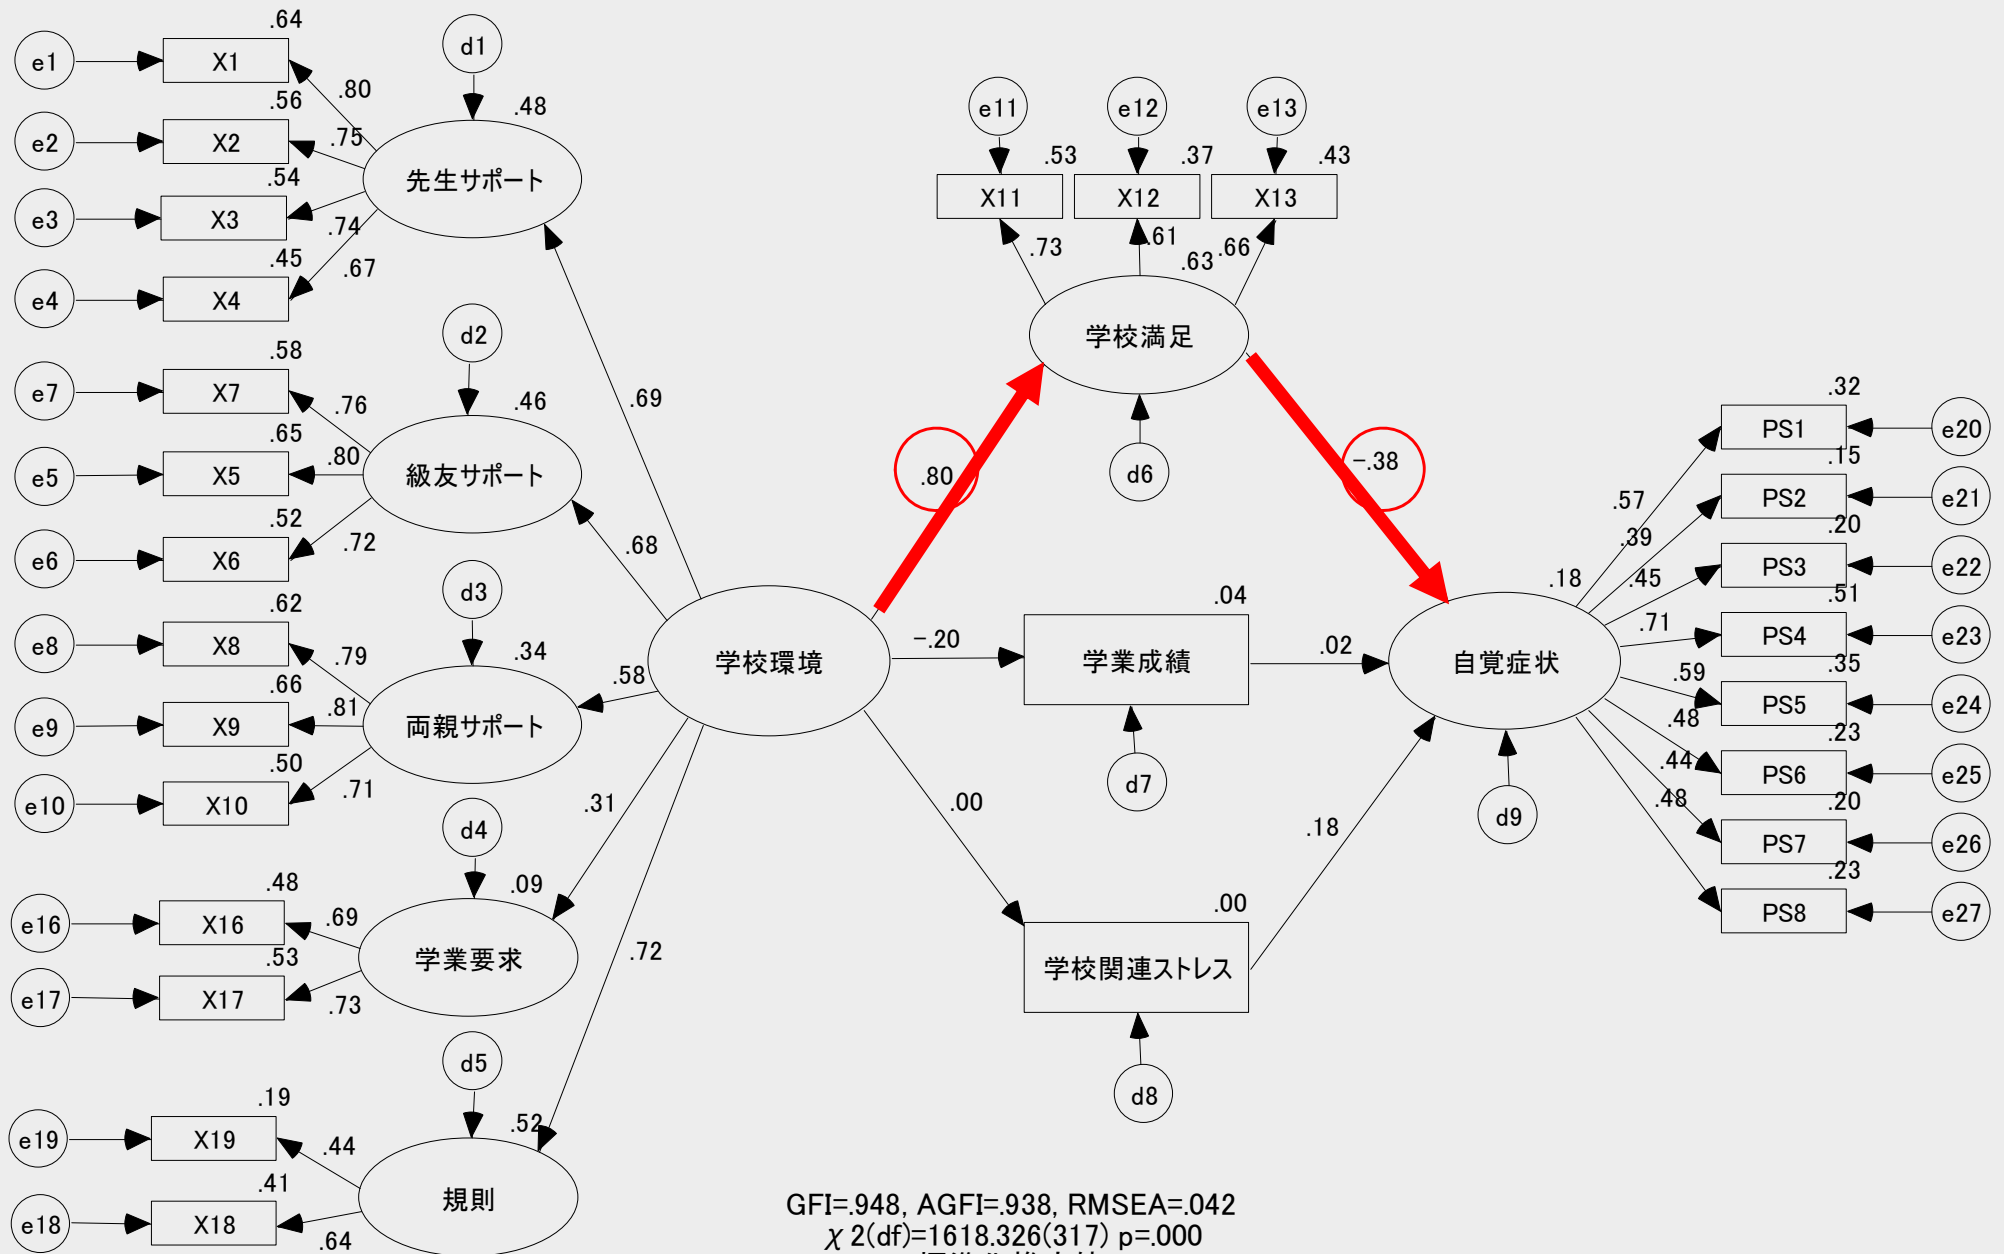 e1
X1
.64
.80
e2
X2
.56
.75
e3
X3
.54
.74
e4
X4
.45
.67
d1
.48
先生サポート
e7
X7
.58
.76
e5
X5
.65
.80
e6
X6
.52
.72
d2
.46
級友サポート
e8
X8
.62
.79
e9
X9
.66
.81
e10
X10
.50
.71
d3
.34
両親サポート
e16
X16
.48
.69
e17
X17
.53
.73
d4
.09
学業要求
e19
X19
.19
.44
e18
X18
.41
.64
d5
.52
規則
.69
.68
.58
.31
.72
学校環境
.80
-.20
.00
e11
e12
e13
.53
.37
.43
X11
X12
X13
.73
.61
.66
.63
学校満足
d6
-.38
.04
学業成績
d7
.02
.00
学校関連ストレス
d8
.18
.18
自覚症状
d9
.57
.39
.45
.71
.59
.48
.44
.48
.32
PS1
e20
.15
PS2
e21
.20
PS3
e22
.51
PS4
e23
.35
PS5
e24
.23
PS6
e25
.20
PS7
e26
.23
PS8
e27
GFI=.948, AGFI=.938, RMSEA=.042
χ2(df)=1618.326(317) p=.000